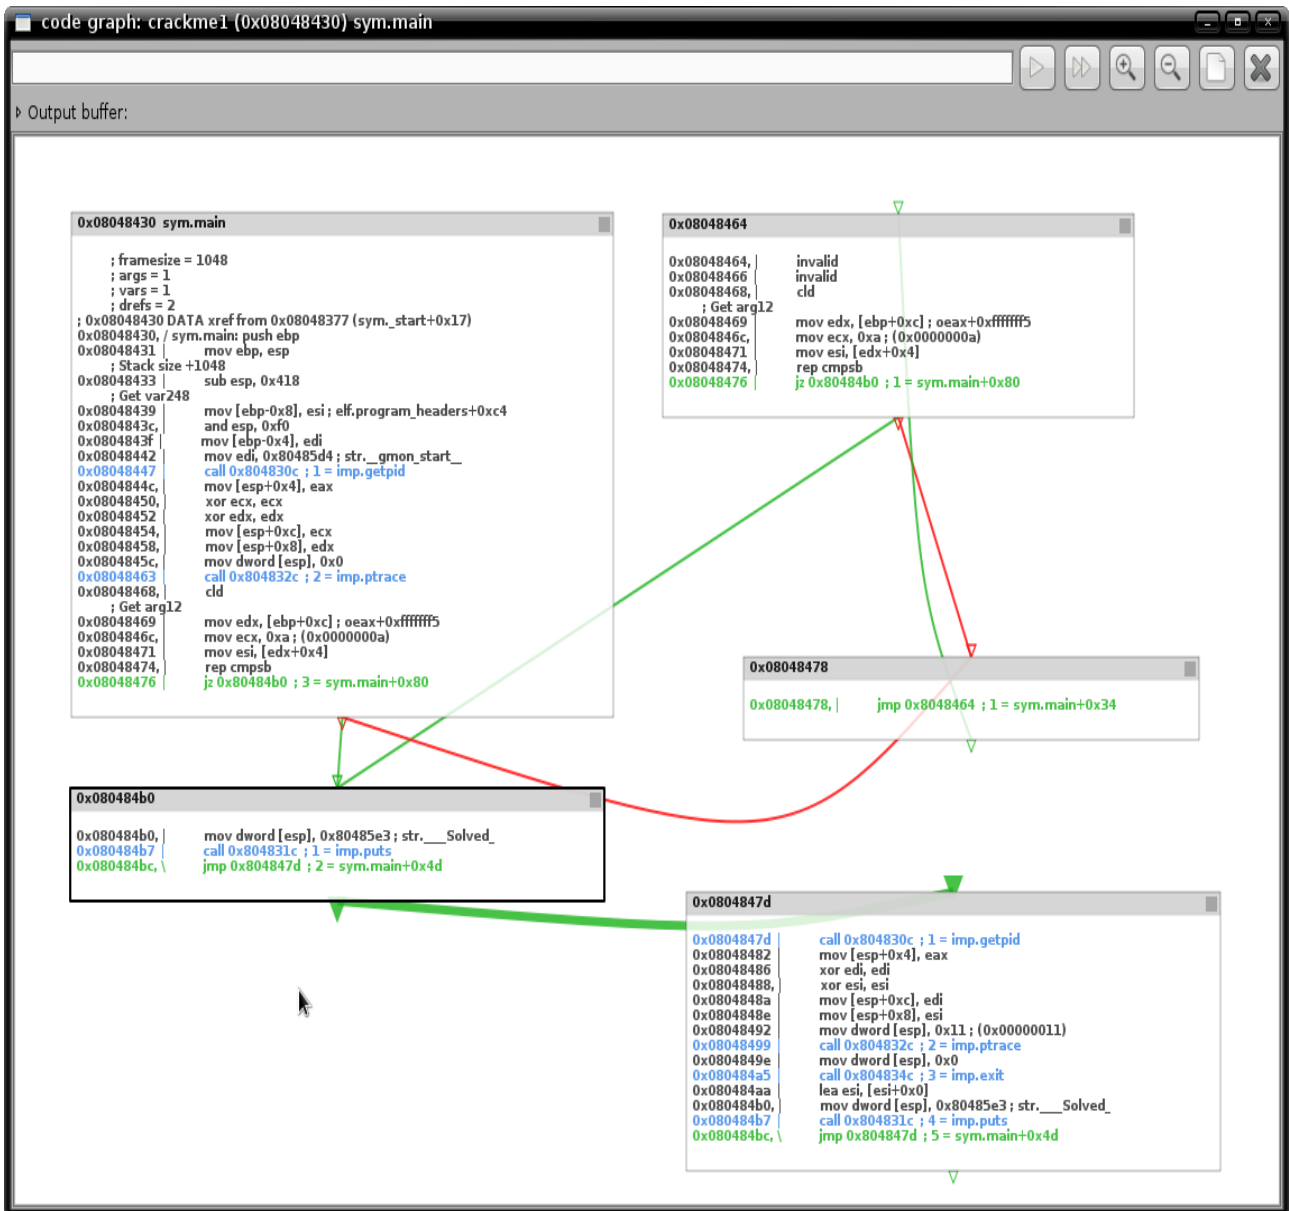 code graph: crackme1 (0x08048430) sym.main
Output buffer:
0x08048430 sym.main
; framesize = 1048
; args = 1
; vars = 1
; drefs = 2
; 0x08048430 DATA xref from 0x08048377 (sym._start+0x17)
0x08048430, / sym.main: push ebp
0x08048431 | mov ebp, esp
; Stack size +1048
0x08048433 | sub esp, 0x418
; Get var248
0x08048439 | mov [ebp-0x8], esi ; elf.program_headers+0xc4
0x0804843c, | and esp, 0xf0
0x0804843f | mov [ebp-0x4], edi
0x08048442 | mov edi, 0x80485d4 ; str.__gmon_start__
0x08048447 | call 0x804830c ; 1 = imp.getpid
0x0804844c, | mov [esp+0x4], eax
0x08048450, | xor ecx, ecx
0x08048452 | xor edx, edx
0x08048454, | mov [esp+0xc], ecx
0x08048458, | mov [esp+0x8], edx
0x0804845c, | mov dword [esp], 0x0
0x08048463 | call 0x804832c ; 2 = imp.ptrace
0x08048468, | cld
; Get arg12
0x08048469 | mov edx, [ebp+0xc] ; oeax+0xfffffff5
0x0804846c, | mov ecx, 0xa ; (0x0000000a)
0x08048471 | mov esi, [edx+0x4]
0x08048474, | rep cmpsb
0x08048476 | jz 0x80484b0 ; 3 = sym.main+0x80
0x08048464
0x08048464, | invalid
0x08048466 | invalid
0x08048468, | cld
; Get arg12
0x08048469 | mov edx, [ebp+0xc] ; oeax+0xfffffff5
0x0804846c, | mov ecx, 0xa ; (0x0000000a)
0x08048471 | mov esi, [edx+0x4]
0x08048474, | rep cmpsb
0x08048476 | jz 0x80484b0 ; 1 = sym.main+0x80
0x08048478
0x08048478, | jmp 0x8048464 ; 1 = sym.main+0x34
0x080484b0
0x080484b0, | mov dword [esp], 0x80485e3 ; str.___Solved_
0x080484b7 | call 0x804831c ; 1 = imp.puts
0x080484bc, \ jmp 0x804847d ; 2 = sym.main+0x4d
0x0804847d
0x0804847d | call 0x804830c ; 1 = imp.getpid
0x08048482 | mov [esp+0x4], eax
0x08048486 | xor edi, edi
0x08048488, | xor esi, esi
0x0804848a | mov [esp+0xc], edi
0x0804848e | mov [esp+0x8], esi
0x08048492 | mov dword [esp], 0x11 ; (0x00000011)
0x08048499 | call 0x804832c ; 2 = imp.ptrace
0x0804849e | mov dword [esp], 0x0
0x080484a5 | call 0x804834c ; 3 = imp.exit
0x080484aa | lea esi, [esi+0x0]
0x080484b0, | mov dword [esp], 0x80485e3 ; str.___Solved_
0x080484b7 | call 0x804831c ; 4 = imp.puts
0x080484bc, \ jmp 0x804847d ; 5 = sym.main+0x4d